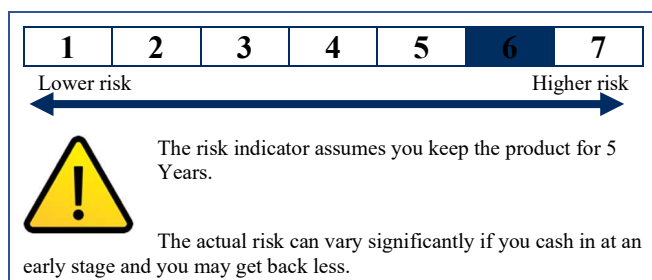 1 2 3 4 5 6 7
Lower risk Higher risk
The risk indicator assumes you keep the product for 5
Years.
The actual risk can vary significantly if you cash in at an
early stage and you may get back less.